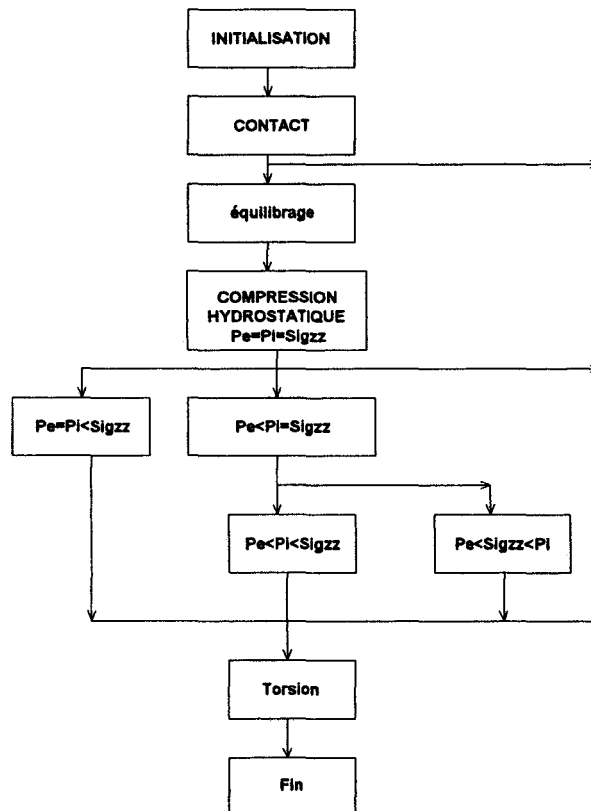 INITIALISATION
CONTACT
équilibrage
COMPRESSION
HYDROSTATIQUE
Pe=Pi=Sigzz
Pe=Pi<Sigzz
Pe<Pi=Sigzz
Pe<Pi<Sigzz
Pe<Sigzz<Pi
Torsion
Fin